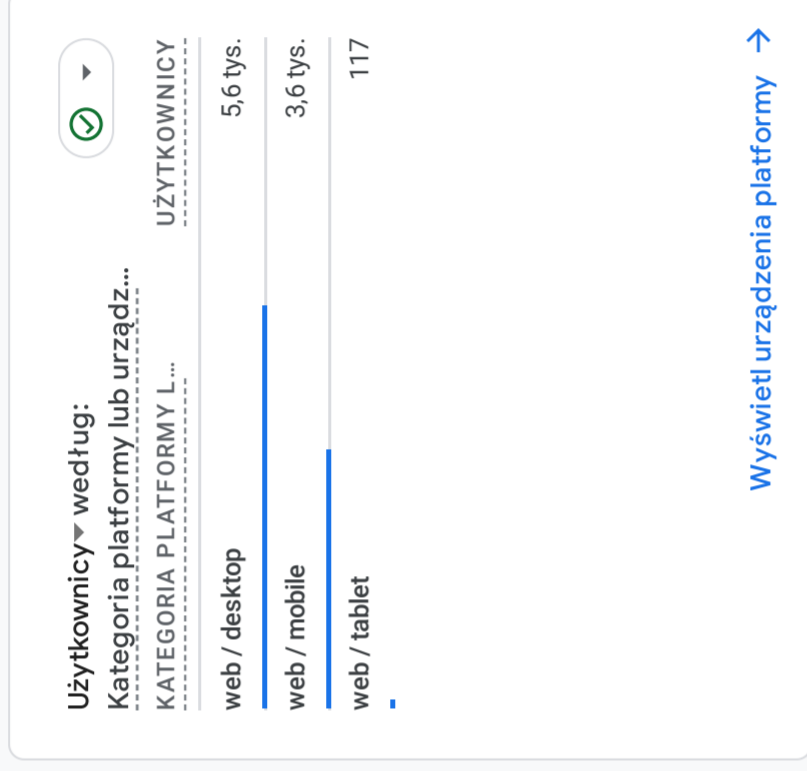 Użytkownicy według:
Kategoria platformy lub urządz...
KATEGORIA PLATFORMY L... UŻYTKOWNICY
web / desktop 5,6 tys.
web / mobile 3,6 tys.
web / tablet 117
Wyświetl urządzenia platformy →